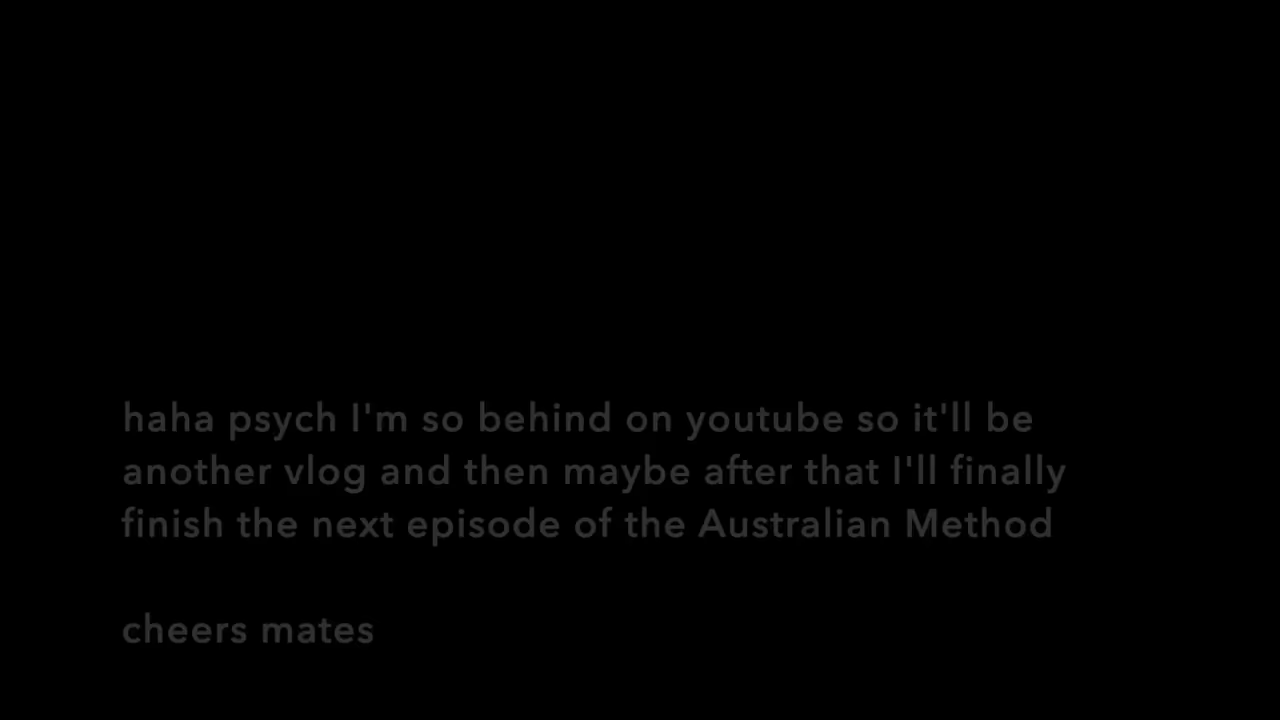 haha psych I'm so behind on youtube so it'll be
another vlog and then maybe after that I'll finally
finish the next episode of the Australian Method
cheers mates